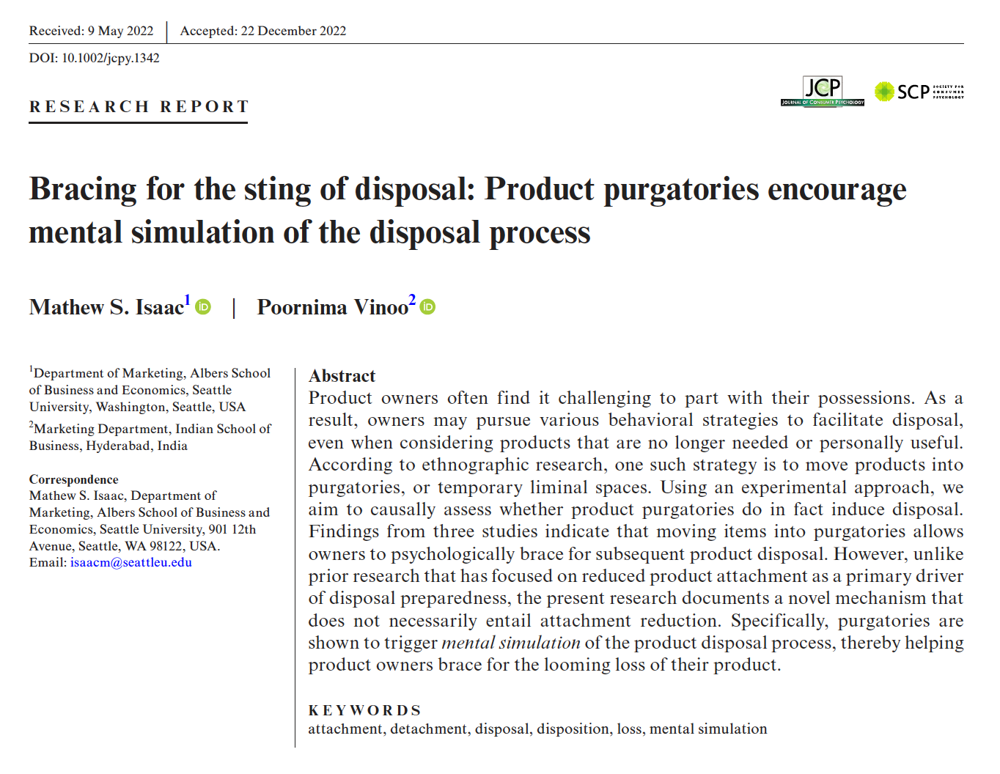 Received: 9 May 2022 | Accepted: 22 December 2022
DOI: 10.1002/jcpy.1342
JCP
JOURNAL OF CONSUMER PSYCHOLOGY
SCP SOCIETY FOR
CONSUMER
PSYCHOLOGY
RESEARCH REPORT
Bracing for the sting of disposal: Product purgatories encourage
mental simulation of the disposal process
Mathew S. Isaac1 iD | Poornima Vinoo2 iD
1Department of Marketing, Albers School
of Business and Economics, Seattle
University, Washington, Seattle, USA
2Marketing Department, Indian School of
Business, Hyderabad, India
Correspondence
Mathew S. Isaac, Department of
Marketing, Albers School of Business and
Economics, Seattle University, 901 12th
Avenue, Seattle, WA 98122, USA.
Email: isaacm@seattleu.edu
Abstract
Product owners often find it challenging to part with their possessions. As a
result, owners may pursue various behavioral strategies to facilitate disposal,
even when considering products that are no longer needed or personally useful.
According to ethnographic research, one such strategy is to move products into
purgatories, or temporary liminal spaces. Using an experimental approach, we
aim to causally assess whether product purgatories do in fact induce disposal.
Findings from three studies indicate that moving items into purgatories allows
owners to psychologically brace for subsequent product disposal. However, unlike
prior research that has focused on reduced product attachment as a primary driver
of disposal preparedness, the present research documents a novel mechanism that
does not necessarily entail attachment reduction. Specifically, purgatories are
shown to trigger mental simulation of the product disposal process, thereby helping
product owners brace for the looming loss of their product.
KEYWORDS
attachment, detachment, disposal, disposition, loss, mental simulation